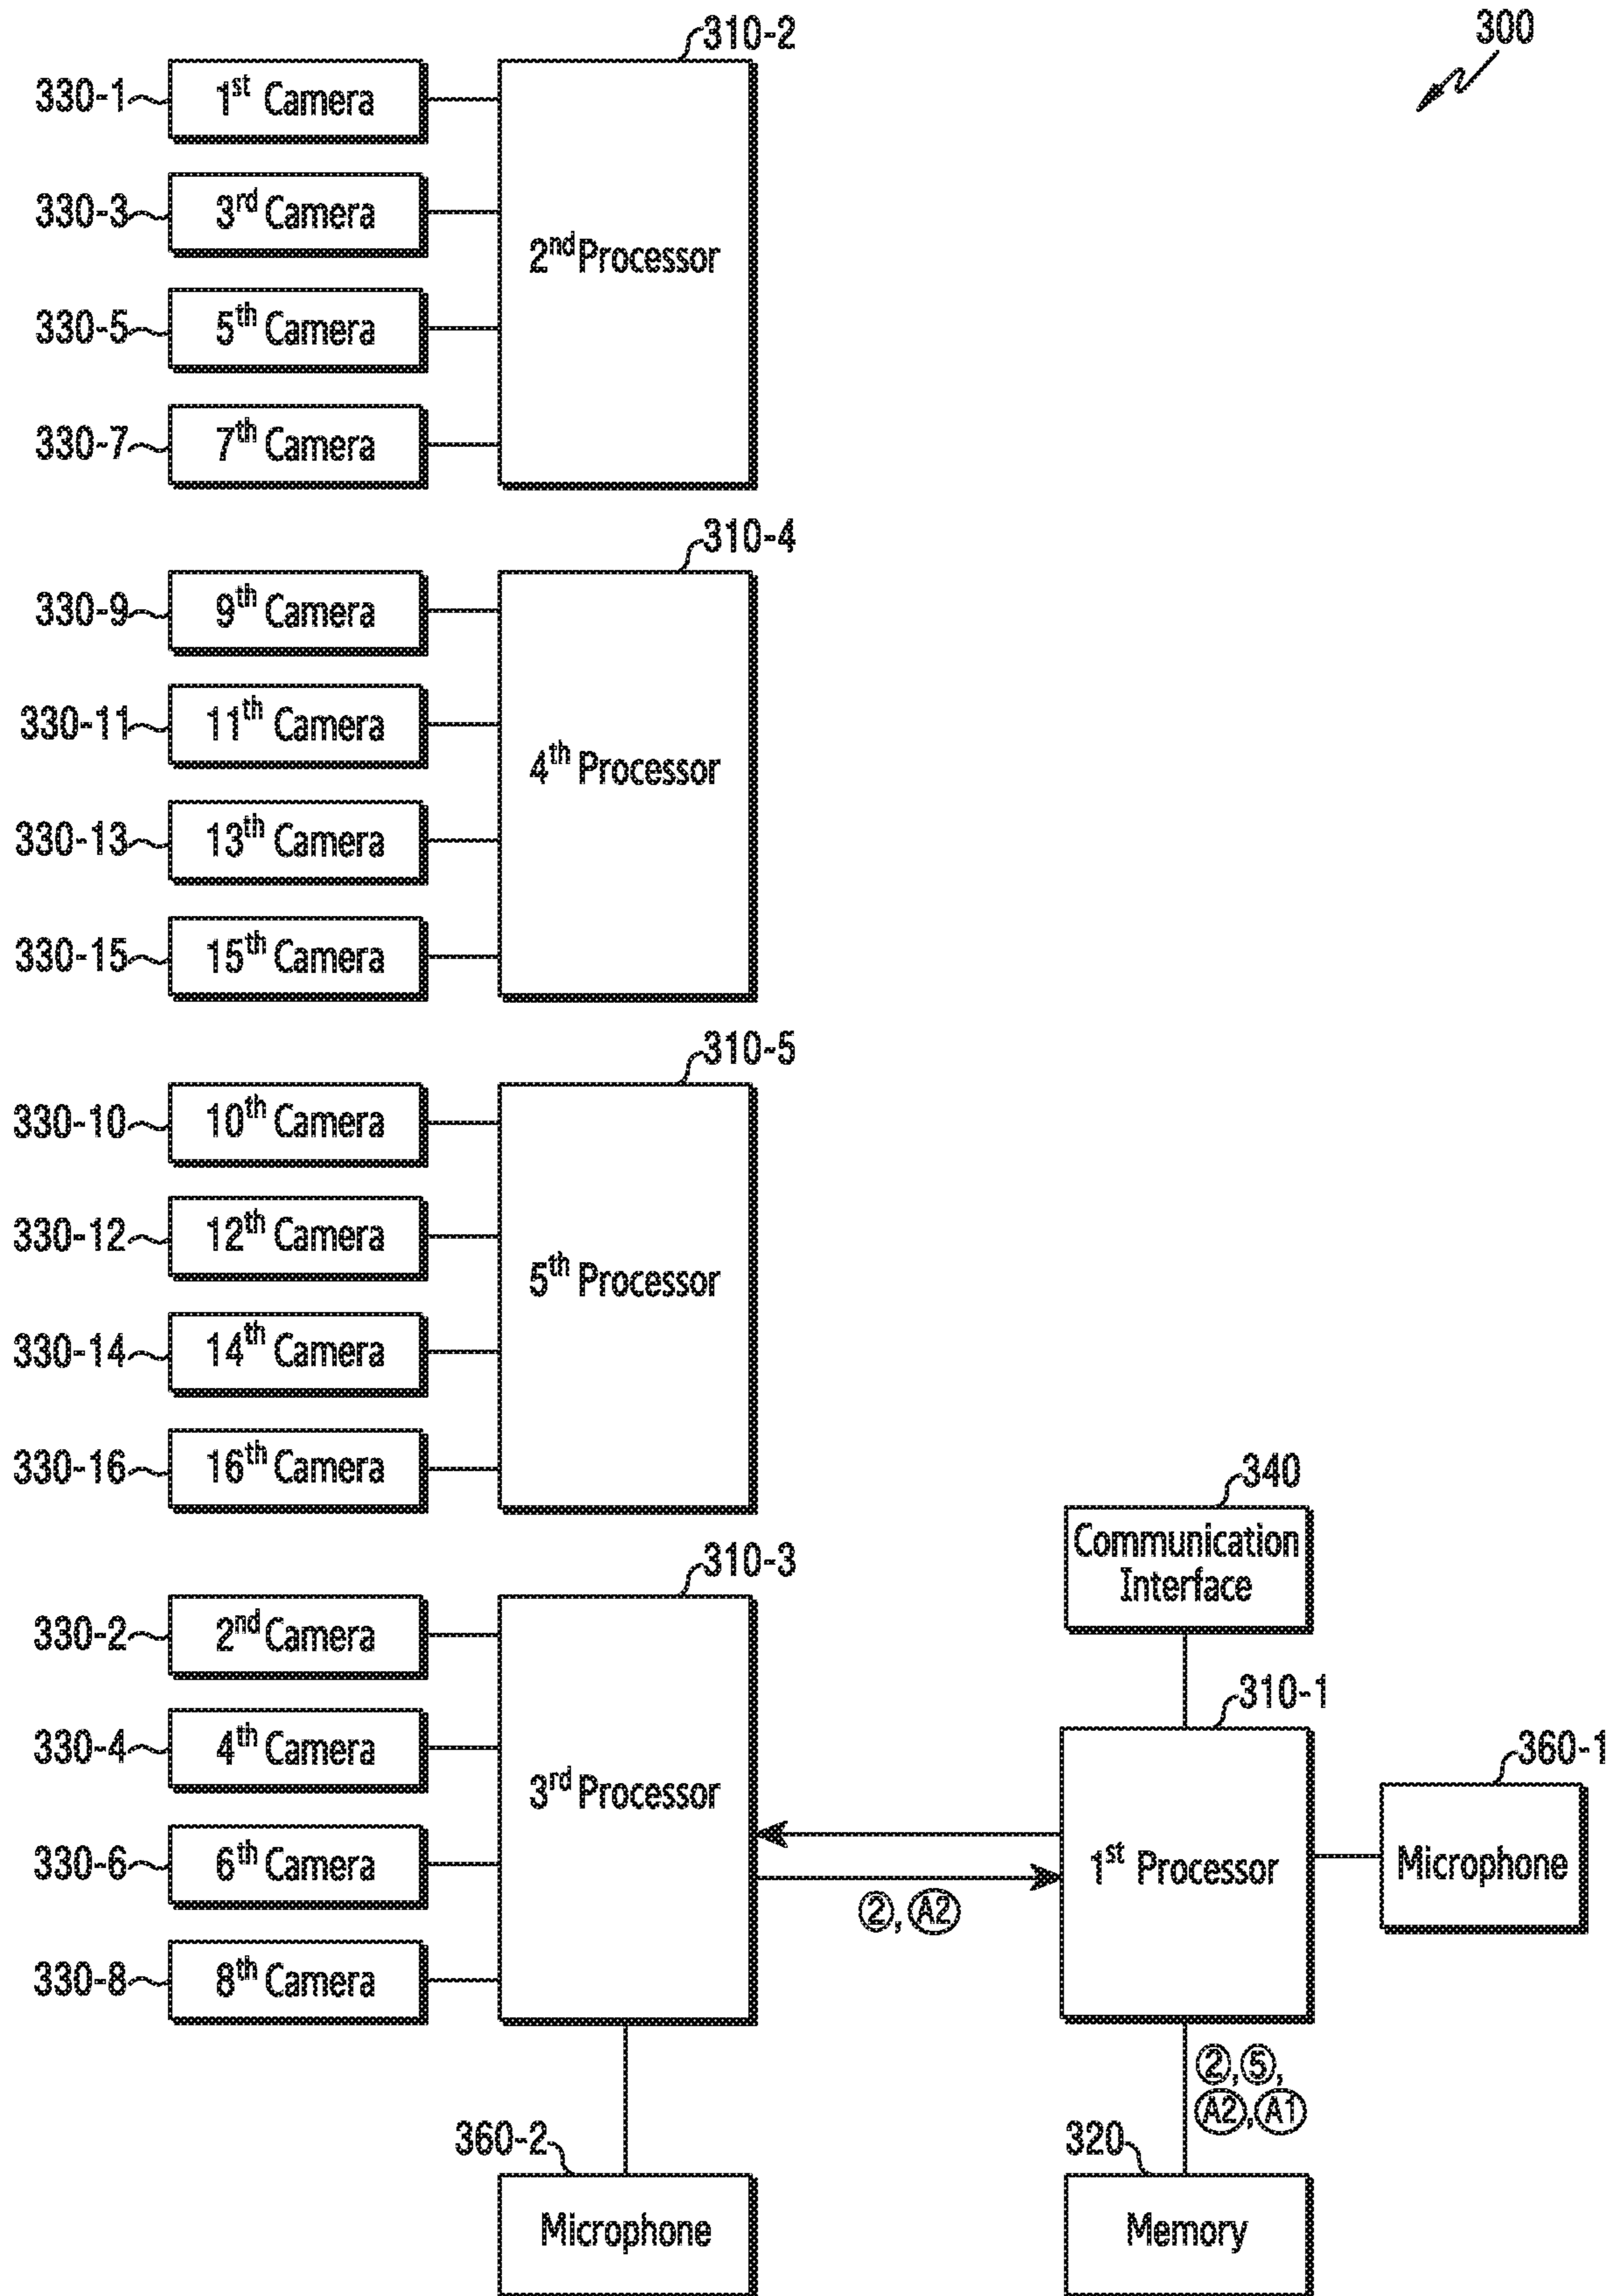 310-2
300
330-1
1st Camera
330-3
3rd Camera
2nd Processor
330-5
5th Camera
330-7
7th Camera
310-4
330-9
9th Camera
330-11
11th Camera
4th Processor
330-13
13th Camera
330-15
15th Camera
310-5
330-10
10th Camera
330-12
12th Camera
5th Processor
330-14
14th Camera
330-16
16th Camera
340
Communication
Interface
310-3
330-2
2nd Camera
310-1
330-4
4th Camera
3rd Processor
360-1
330-6
6th Camera
1st Processor
Microphone
②, A2
330-8
8th Camera
②,⑤,
A2,A1
360-2
320
Microphone
Memory